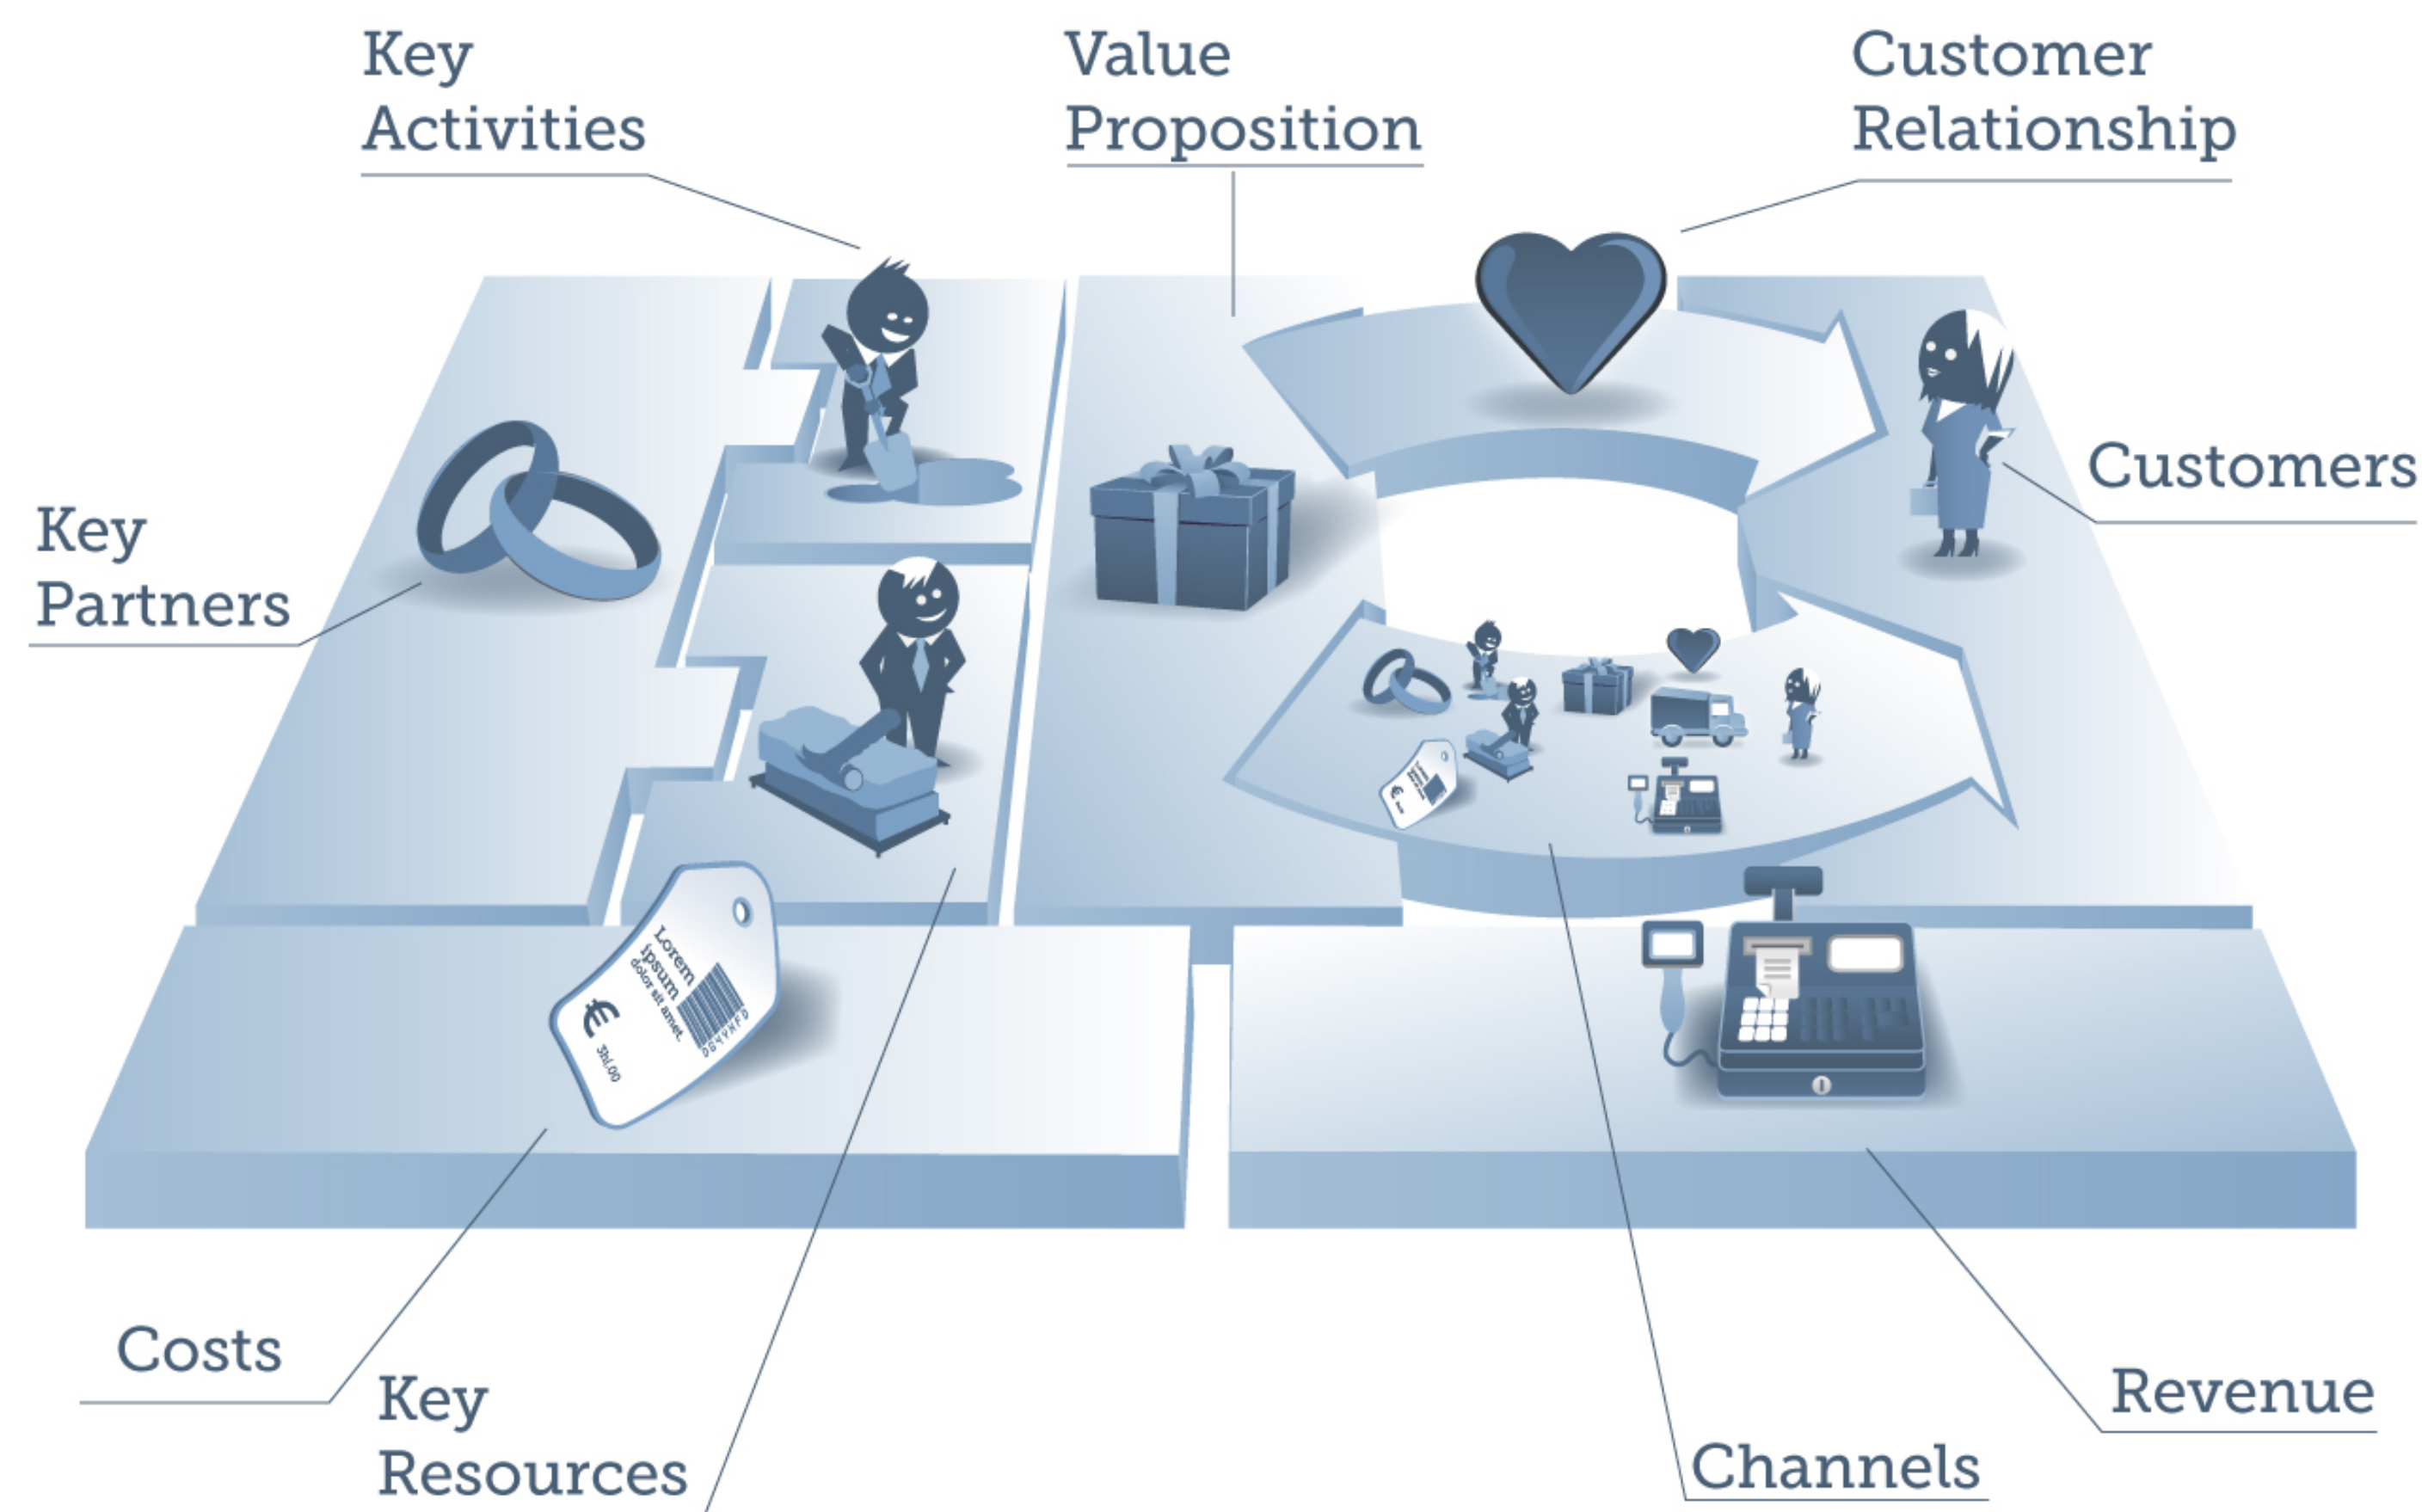 Key
Activities
Value
Proposition
Customer
Relationship
Customers
Key
Partners
Lorem
ipsum
dolor sit amet.
€
Costs
Key
Resources
Channels
Revenue